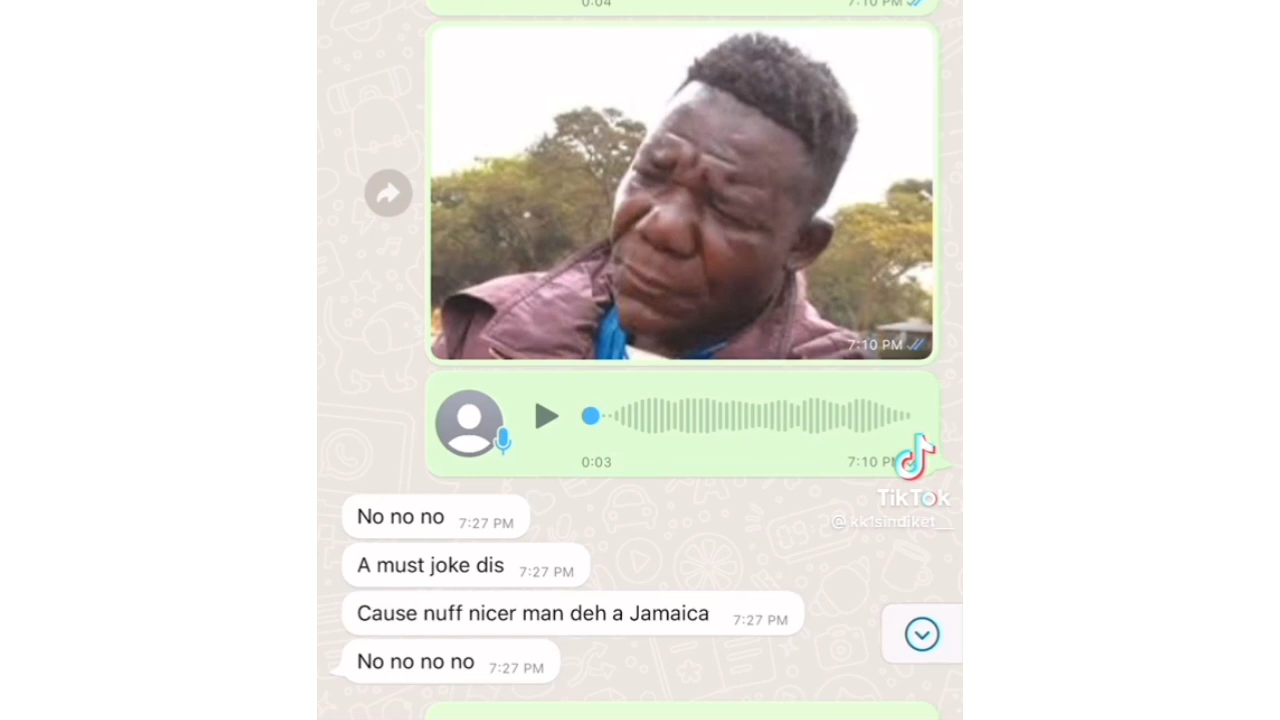 0:04
7:10 PM
7:10 PM
0:03
7:10 PM
TikTok
@kk1sindiket__
No no no 7:27 PM
A must joke dis 7:27 PM
Cause nuff nicer man deh a Jamaica 7:27 PM
No no no no 7:27 PM